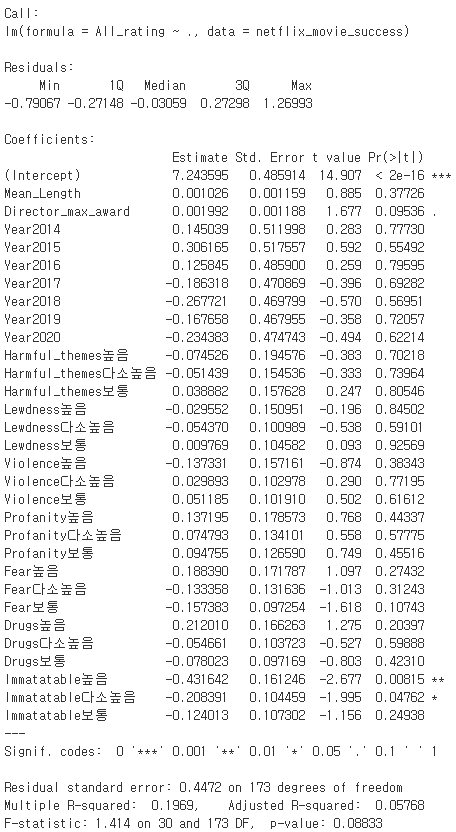 Call:
lm(formula = All_rating ~ ., data = netflix_movie_success)
Residuals:
Min 1Q Median 3Q Max
-0.79067 -0.27148 -0.03059 0.27298 1.26993
Coefficients:
Estimate Std. Error t value Pr(>|t|)
(Intercept) 7.243595 0.485914 14.907 < 2e-16 ***
Mean_Length 0.001026 0.001159 0.885 0.37726
Director_max_award 0.001992 0.001188 1.677 0.09536 .
Year2014 0.145039 0.511998 0.283 0.77730
Year2015 0.306165 0.517557 0.592 0.55492
Year2016 0.125845 0.485900 0.259 0.79595
Year2017 -0.186318 0.470869 -0.396 0.69282
Year2018 -0.267721 0.469799 -0.570 0.56951
Year2019 -0.167658 0.467955 -0.358 0.72057
Year2020 -0.234383 0.474743 -0.494 0.62214
Harmful_themes높음 -0.074526 0.194576 -0.383 0.70218
Harmful_themes다소높음 -0.051439 0.154536 -0.333 0.73964
Harmful_themes보통 0.038882 0.157628 0.247 0.80546
Lewdness높음 -0.029552 0.150951 -0.196 0.84502
Lewdness다소높음 -0.054370 0.100989 -0.538 0.59101
Lewdness보통 0.009769 0.104582 0.093 0.92569
Violence높음 -0.137331 0.157161 -0.874 0.38343
Violence다소높음 0.029893 0.102978 0.290 0.77195
Violence보통 0.051185 0.101910 0.502 0.61612
Profanity높음 0.137195 0.178573 0.768 0.44337
Profanity다소높음 0.074793 0.134101 0.558 0.57775
Profanity보통 0.094755 0.126590 0.749 0.45516
Fear높음 0.188390 0.171787 1.097 0.27432
Fear다소높음 -0.133358 0.131636 -1.013 0.31243
Fear보통 -0.157383 0.097254 -1.618 0.10743
Drugs높음 0.212010 0.166263 1.275 0.20397
Drugs다소높음 -0.054661 0.103723 -0.527 0.59888
Drugs보통 -0.078023 0.097169 -0.803 0.42310
Immatatable높음 -0.431642 0.161246 -2.677 0.00815 **
Immatatable다소높음 -0.208391 0.104459 -1.995 0.04762 *
Immatatable보통 -0.124013 0.107302 -1.156 0.24938
---
Signif. codes: 0 '***' 0.001 '**' 0.01 '*' 0.05 '.' 0.1 ' ' 1
Residual standard error: 0.4472 on 173 degrees of freedom
Multiple R-squared: 0.1969, Adjusted R-squared: 0.05768
F-statistic: 1.414 on 30 and 173 DF, p-value: 0.08833